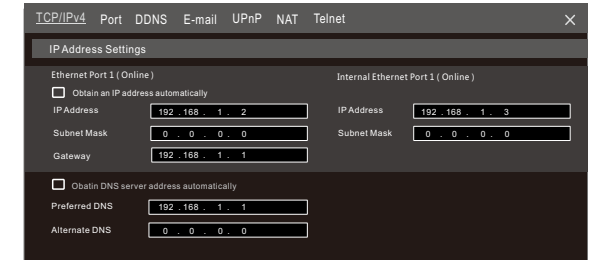 TCP/IPv4 Port DDNS E-mail UPnP NAT Telnet
IP Address Settings
Ethernet Port 1 ( Online )
Internal Ethernet Port 1 ( Online )
Obtain an IP address automatically
IP Address 192 . 168 . 1 . 2
IP Address 192 . 168 . 1 . 3
Subnet Mask 0 . 0 . 0 . 0
Subnet Mask 0 . 0 . 0 . 0
Gateway 192 . 168 . 1 . 1
Obatin DNS server address automatically
Preferred DNS 192 . 168 . 1 . 1
Alternate DNS 0 . 0 . 0 . 0